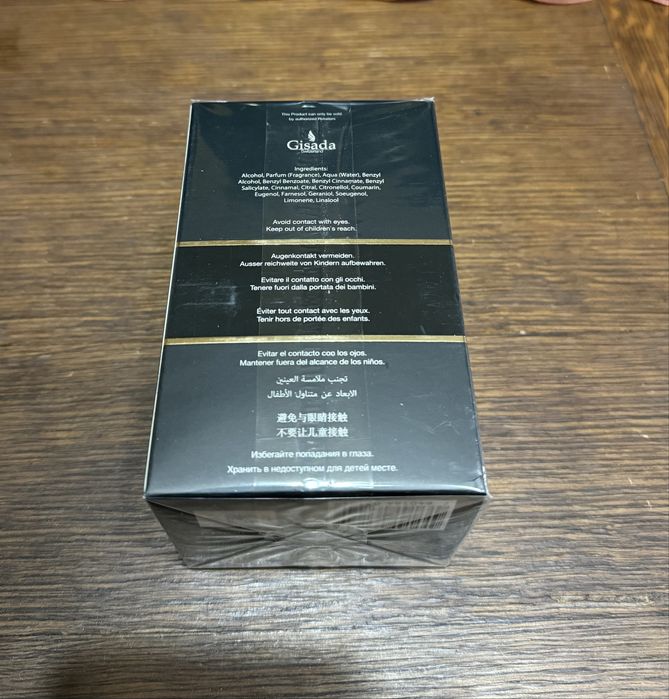 This Product can only be sold
by authorized Retailers
Gisada
Switzerland
Ingredients:
Alcohol, Parfum (Fragrance), Aqua (Water), Benzyl
Alcohol, Benzyl Benzoate, Benzyl Cinnamate, Benzyl
Salicylate, Cinnamal, Citral, Citronellol, Coumarin,
Eugenol, Farnesol, Geraniol, Soeugenol,
Limonene, Linalool
Avoid contact with eyes.
Keep out of children's reach.
Augenkontakt vermeiden.
Ausser reichweite von Kindern aufbewahren.
Evitare il contatto con gli occhi.
Tenere fuori dalla portata dei bambini.
Éviter tout contact avec les yeux.
Tenir hors de portée des enfants.
Evitar el contacto con los ojos.
Mantener fuera del alcance de los niños.
تجنب ملامسة العينين
الابعاد عن متناول الأطفال
避免与眼睛接触
不要让儿童接触
Избегайте попадания в глаза.
Хранить в недоступном для детей месте.